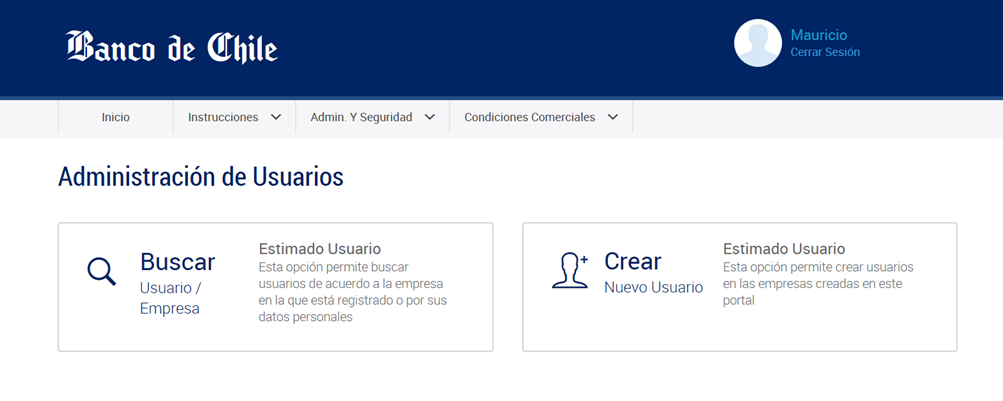 Banco de Chile
Mauricio
Cerrar Sesión
Inicio
Instrucciones
Admin. Y Seguridad
Condiciones Comerciales
Administración de Usuarios
Buscar
Usuario /
Empresa
Estimado Usuario
Esta opción permite buscar
usuarios de acuerdo a la empresa
en la que está registrado o por sus
datos personales
Crear
Nuevo Usuario
Estimado Usuario
Esta opción permite crear usuarios
en las empresas creadas en este
portal